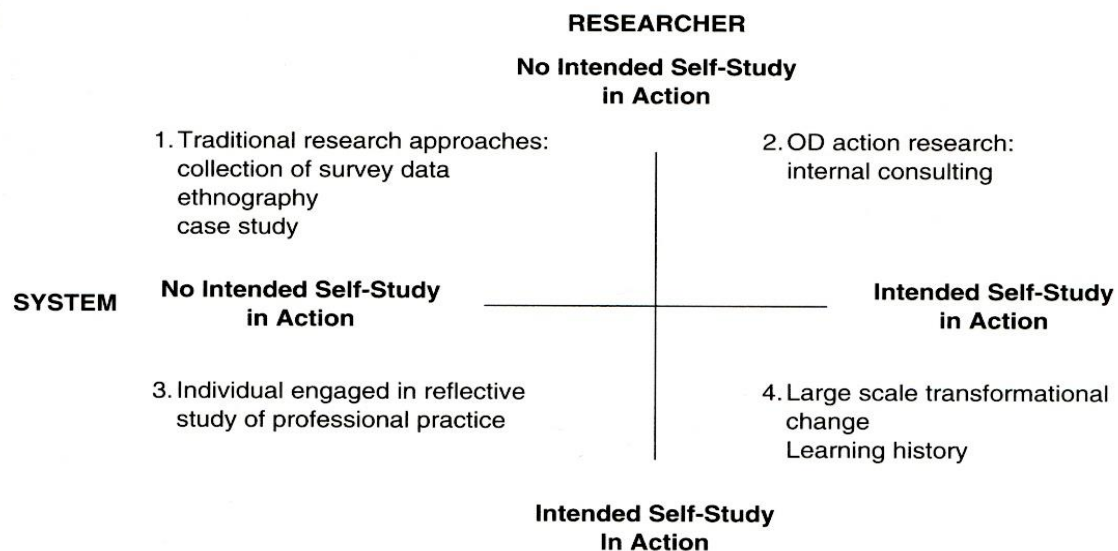 RESEARCHER
No Intended Self-Study
in Action
1. Traditional research approaches:
collection of survey data
ethnography
case study
2. OD action research:
internal consulting
SYSTEM
No Intended Self-Study
in Action
Intended Self-Study
in Action
3. Individual engaged in reflective
study of professional practice
4. Large scale transformational
change
Learning history
Intended Self-Study
In Action